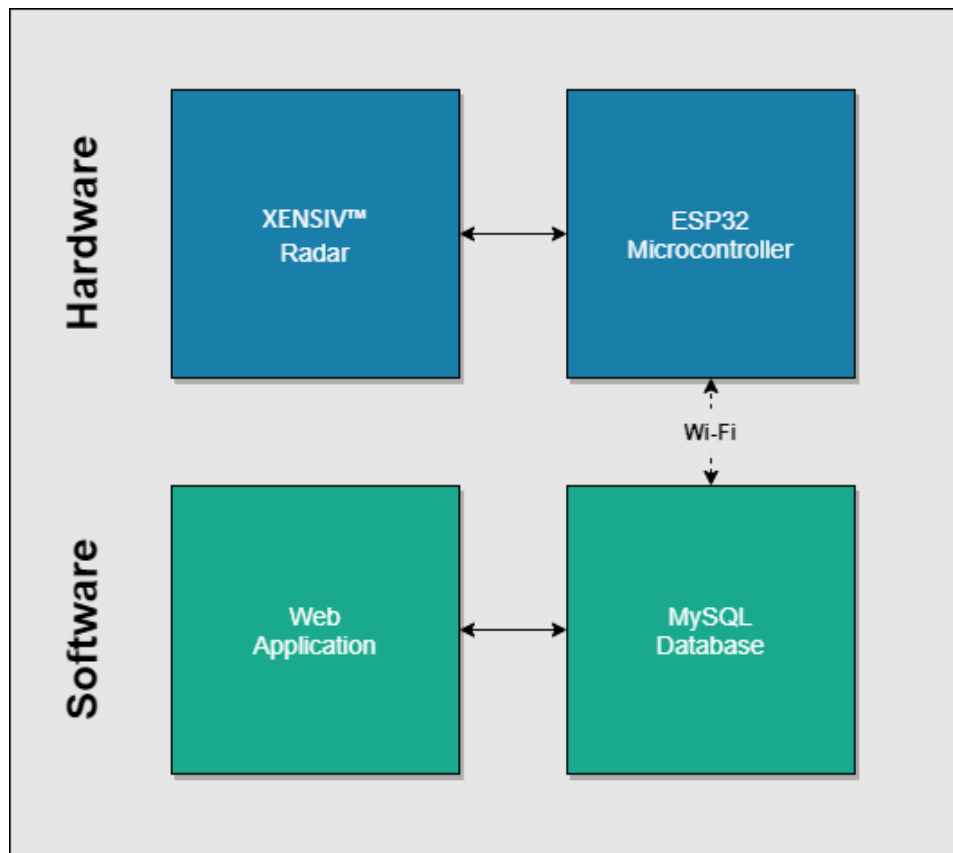 Hardware
XENSIV™
Radar
ESP32
Microcontroller
Wi-Fi
Software
Web
Application
MySQL
Database